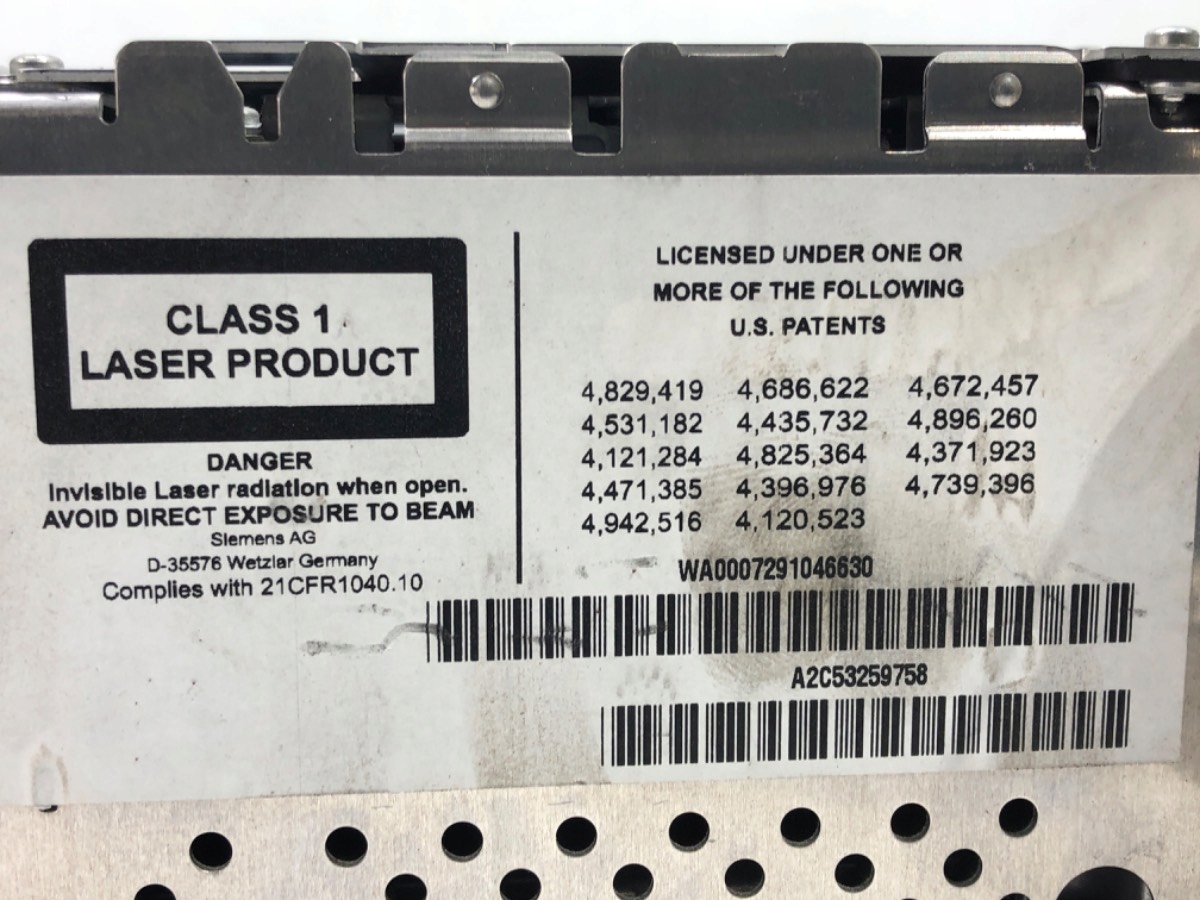 CLASS 1
LASER PRODUCT
DANGER
Invisible Laser radiation when open.
AVOID DIRECT EXPOSURE TO BEAM
Siemens AG
D-35576 Wetzlar Germany
Complies with 21CFR1040.10
LICENSED UNDER ONE OR
MORE OF THE FOLLOWING
U.S. PATENTS
4,829,419 4,686,622 4,672,457
4,531,182 4,435,732 4,896,260
4,121,284 4,825,364 4,371,923
4,471,385 4,396,976 4,739,396
4,942,516 4,120,523
WA0007291046630
A2C53259758